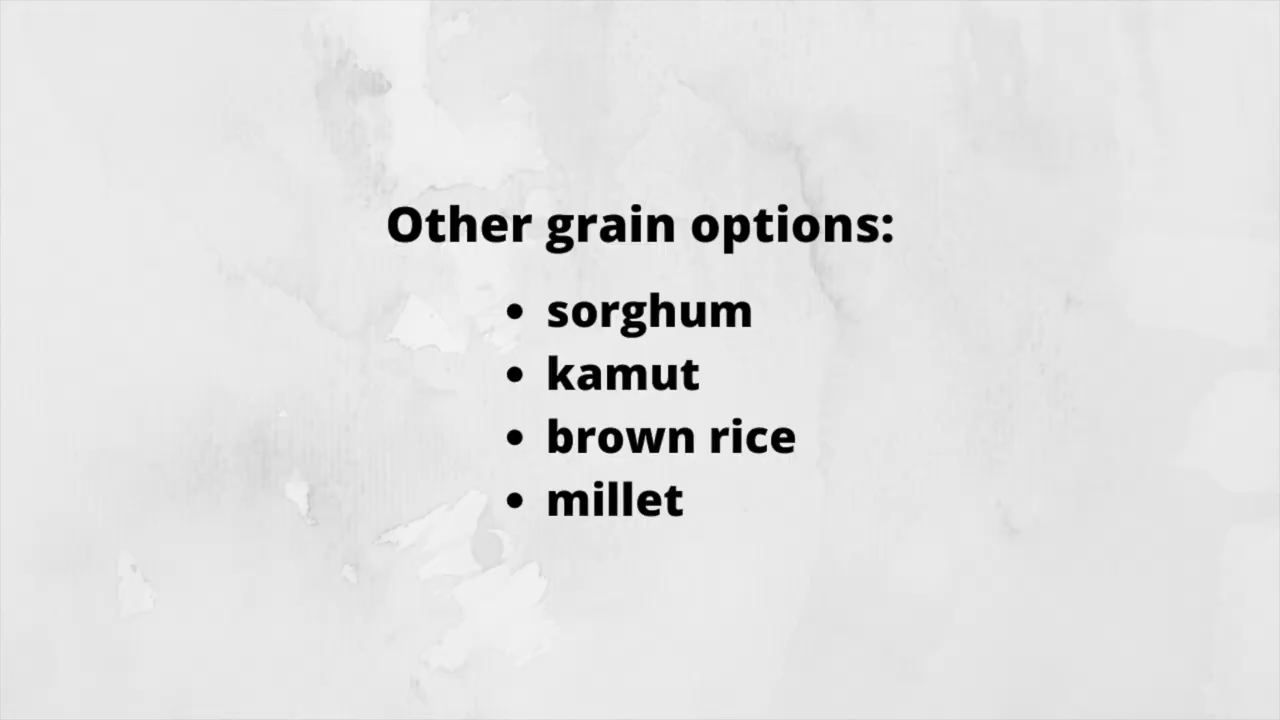 Other grain options:
• sorghum
• kamut
• brown rice
• millet